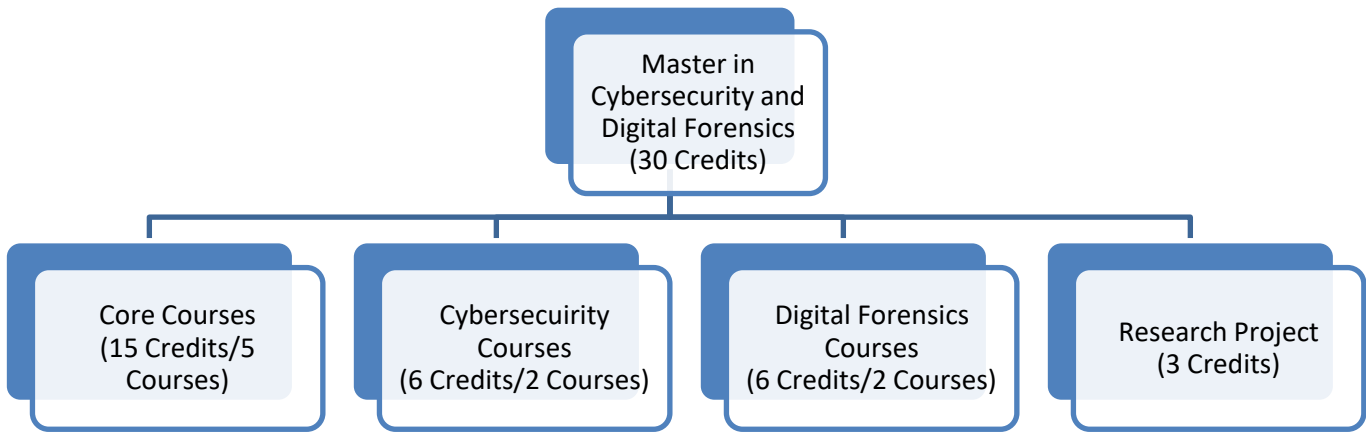 Master in
Cybersecurity and
Digital Forensics
(30 Credits)
Core Courses
(15 Credits/5
Courses)
Cybersecuirity
Courses
(6 Credits/2 Courses)
Digital Forensics
Courses
(6 Credits/2 Courses)
Research Project
(3 Credits)